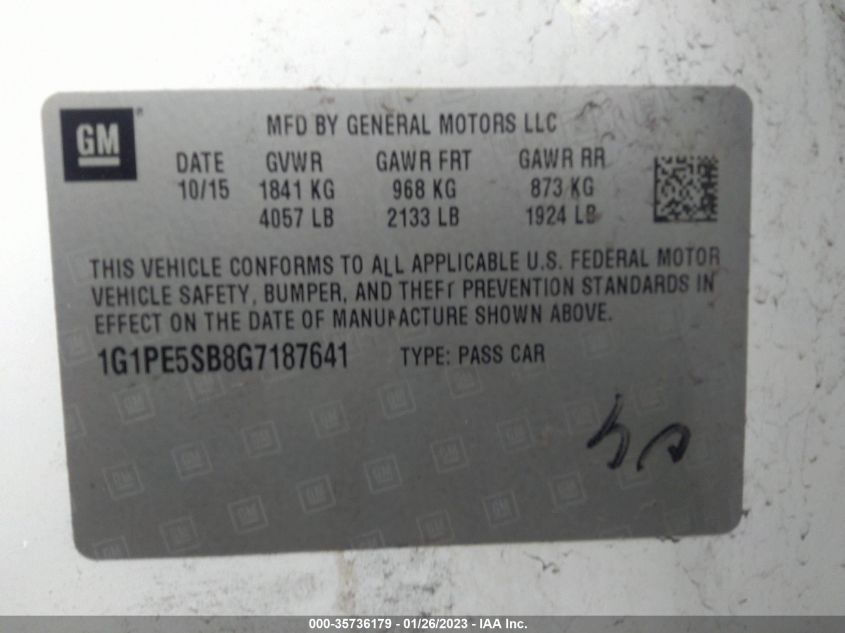 GM
MFD BY GENERAL MOTORS LLC
DATE GVWR GAWR FRT GAWR RR
10/15 1841 KG 968 KG 873 KG
4057 LB 2133 LB 1924 LB
THIS VEHICLE CONFORMS TO ALL APPLICABLE U.S. FEDERAL MOTOR
VEHICLE SAFETY, BUMPER, AND THEFT PREVENTION STANDARDS IN
EFFECT ON THE DATE OF MANUFACTURE SHOWN ABOVE.
1G1PE5SB8G7187641 TYPE: PASS CAR
000-35736179 - 01/26/2023 - IAA Inc.